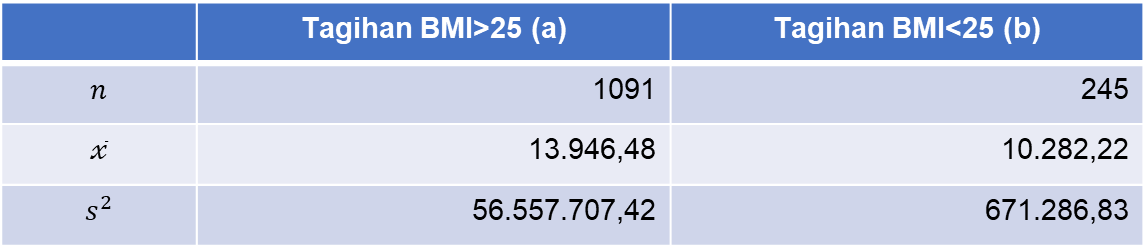 Tagihan BMI>25 (a) Tagihan BMI<25 (b)
𝑛 1091 245
𝑥̄ 13.946,48 10.282,22
𝑠² 56.557.707,42 671.286,83